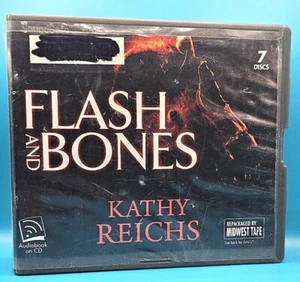 7
DISCS
FLASH
AND
BONES
KATHY
REICHS
Audiobook
on CD
REPACKAGED BY
MIDWEST TAPE